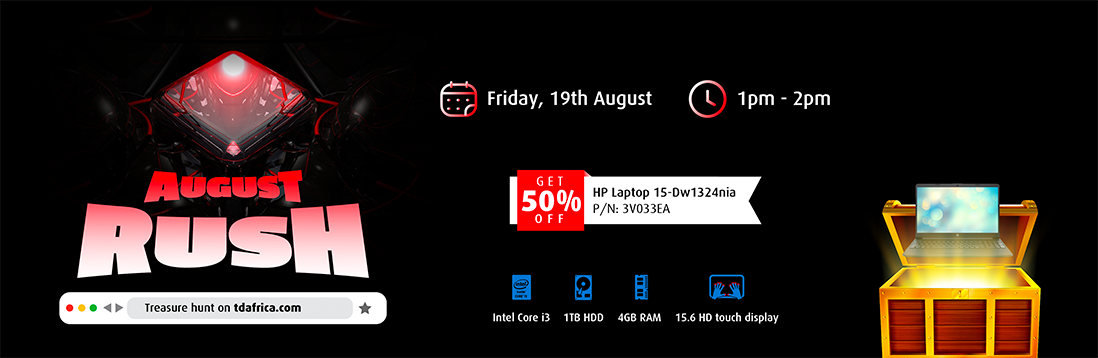 AUGUST
RUSH
Treasure hunt on tdafrica.com
Friday, 19th August
1pm - 2pm
GET
50%
OFF
HP Laptop 15-Dw1324nia
P/N: 3V033EA
Intel Core i3
1TB HDD
4GB RAM
15.6 HD touch display